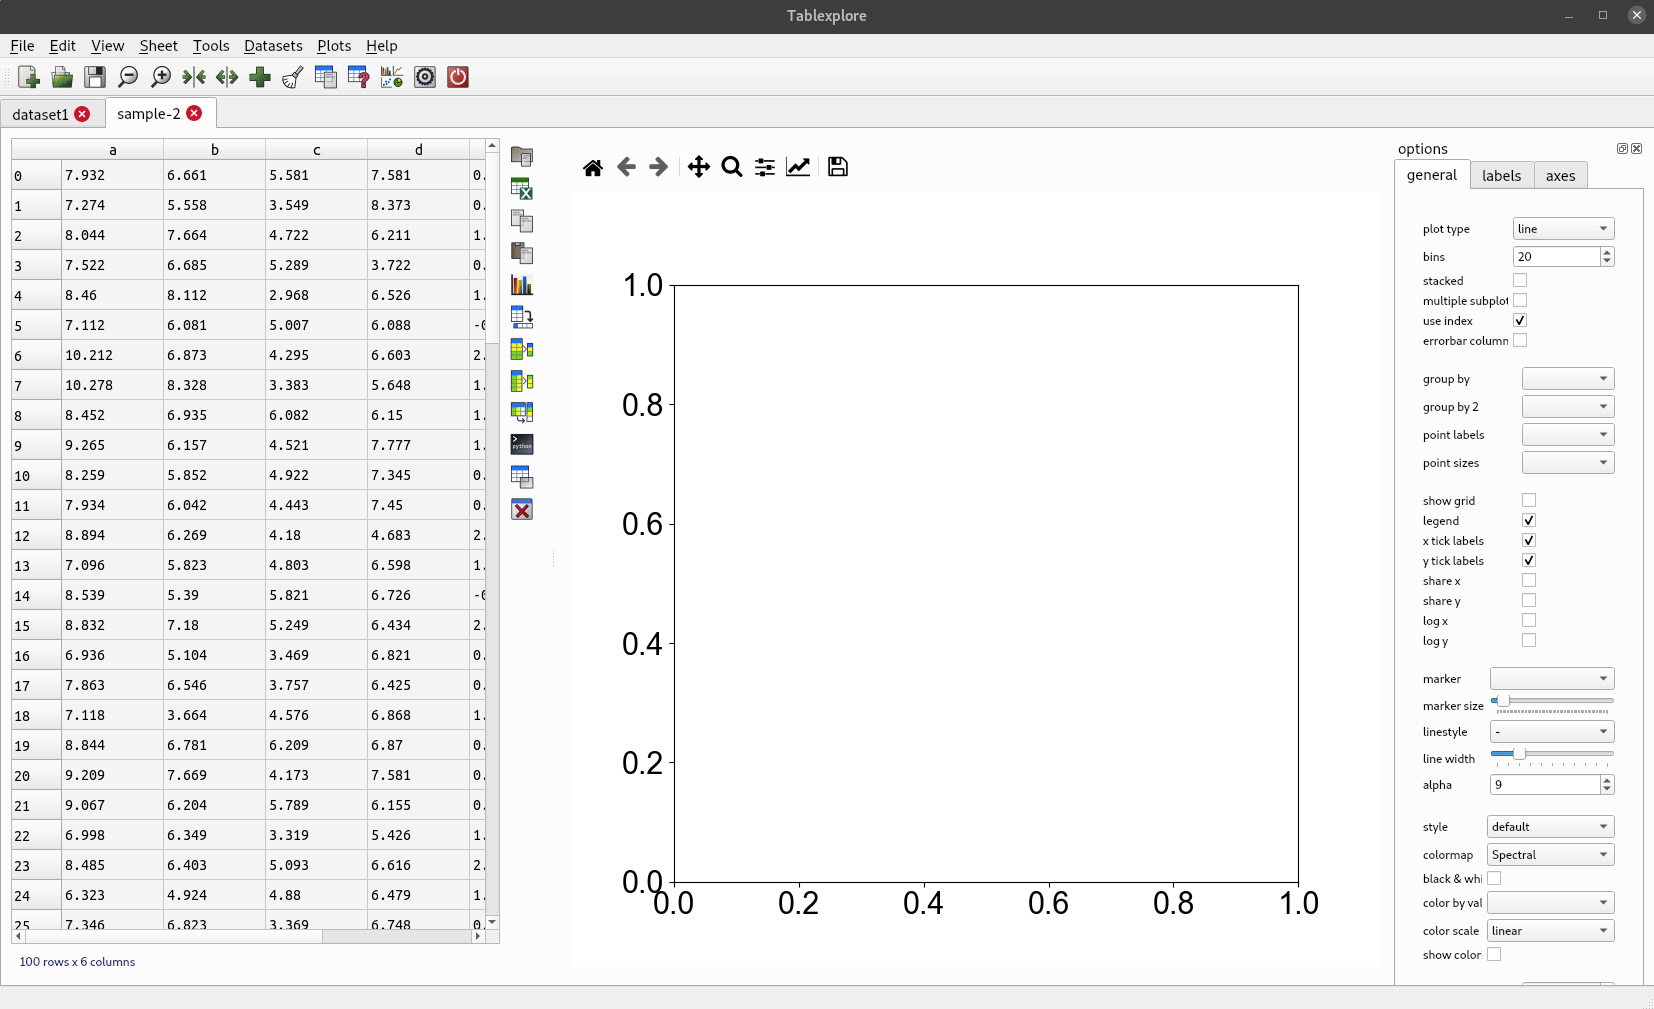 Tablexplore
File Edit View Sheet Tools Datasets Plots Help
dataset1 sample-2
a b c d
0 7.932 6.661 5.581 7.581 0.
1 7.274 5.558 3.549 8.373 0.
2 8.044 7.664 4.722 6.211 1.
3 7.522 6.685 5.289 3.722 0.
4 8.46 8.112 2.968 6.526 1.
5 7.112 6.081 5.007 6.088 -0
6 10.212 6.873 4.295 6.603 2.
7 10.278 8.328 3.383 5.648 1.
8 8.452 6.935 6.082 6.15 1.
9 9.265 6.157 4.521 7.777 1.
10 8.259 5.852 4.922 7.345 0.
11 7.934 6.042 4.443 7.45 0.
12 8.894 6.269 4.18 4.683 2.
13 7.096 5.823 4.803 6.598 1.
14 8.539 5.39 5.821 6.726 -0
15 8.832 7.18 5.249 6.434 2.
16 6.936 5.104 3.469 6.821 0.
17 7.863 6.546 3.757 6.425 0.
18 7.118 3.664 4.576 6.868 1.
19 8.844 6.781 6.209 6.87 0.
20 9.209 7.669 4.173 7.581 0.
21 9.067 6.204 5.789 6.155 0.
22 6.998 6.349 3.319 5.426 1.
23 8.485 6.403 5.093 6.616 2.
24 6.323 4.924 4.88 6.479 1.
25 7.346 6.823 3.369 6.748 0.
100 rows x 6 columns
python
1.0
0.8
0.6
0.4
0.2
0.0
0.0 0.2 0.4 0.6 0.8 1.0
options
general labels axes
plot type line
bins 20
stacked
multiple subplot
use index
errorbar column
group by
group by 2
point labels
point sizes
show grid
legend
x tick labels
y tick labels
share x
share y
log x
log y
marker
marker size
linestyle -
line width
alpha 9
style default
colormap Spectral
black & whi
color by val
color scale linear
show color